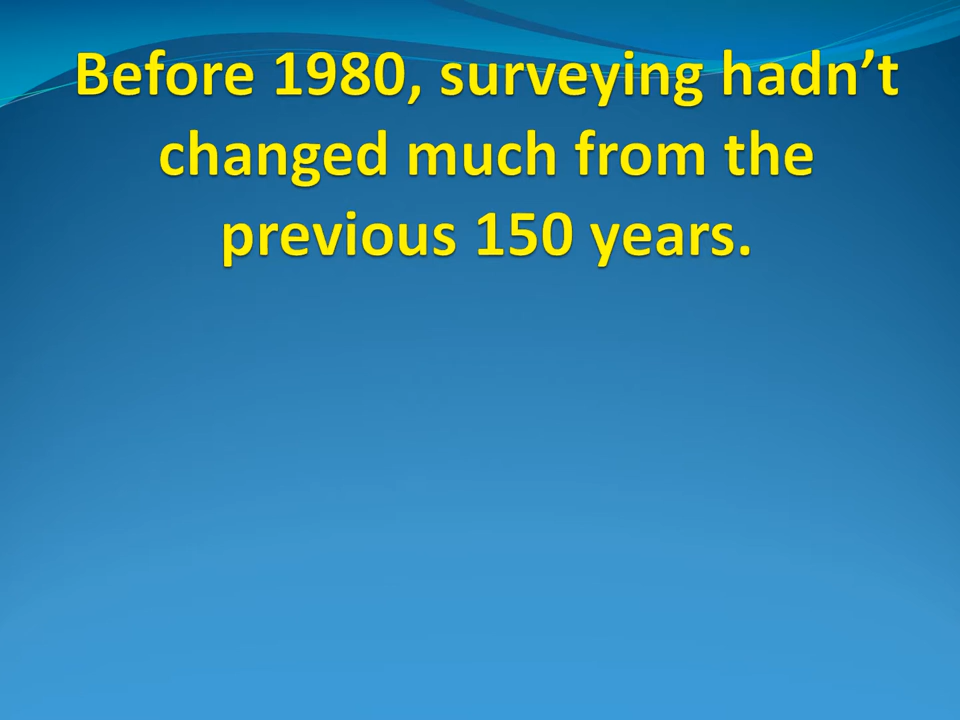 Before 1980, surveying hadn’t
changed much from the
previous 150 years.